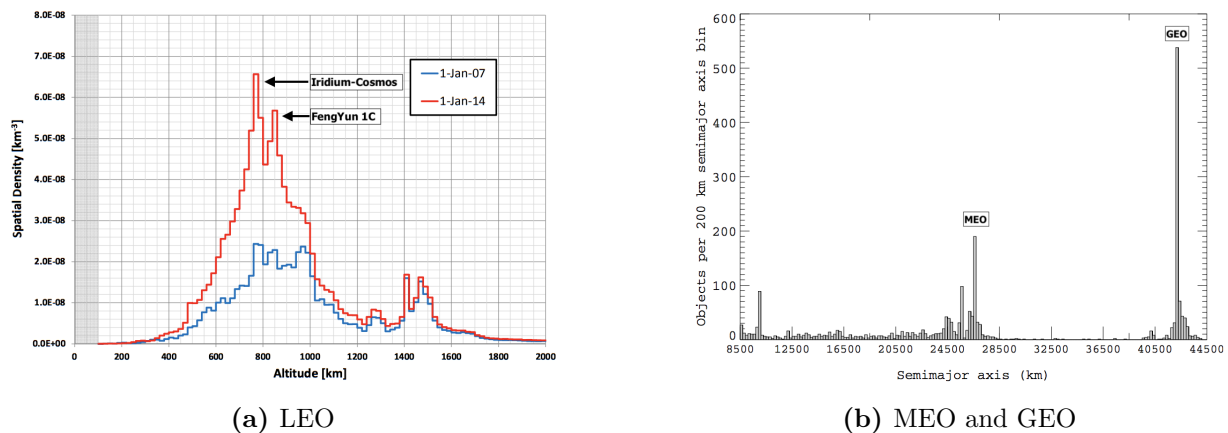 8.0E-08
7.0E-08
6.0E-08
5.0E-08
4.0E-08
3.0E-08
2.0E-08
1.0E-08
0.0E+00
Spatial Density [km⁻³]
Iridium-Cosmos
FengYun 1C
1-Jan-07
1-Jan-14
0 200 400 600 800 1000 1200 1400 1600 1800 2000
Altitude [km]
(a) LEO
600
500
400
300
200
100
0
Objects per 200 km semimajor axis bin
MEO
GEO
8500 12500 16500 20500 24500 28500 32500 36500 40500 44500
Semimajor axis (km)
(b) MEO and GEO